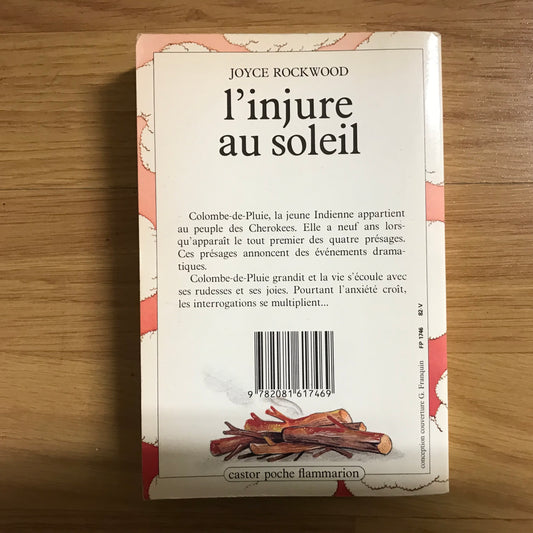 JOYCE ROCKWOOD
l'injure
au soleil
Colombe-de-Pluie, la jeune Indienne appartient
au peuple des Cherokees. Elle a neuf ans lors-
qu'apparaît le tout premier des quatre présages.
Ces présages annoncent des événements drama-
tiques.
Colombe-de-Pluie grandit et la vie s'écoule avec
ses rudesses et ses joies. Pourtant l'anxiété croît,
les interrogations se multiplient...
9 782081 617469
castor poche flammarion
conception couverture G. Franquin FP 1746 82 V